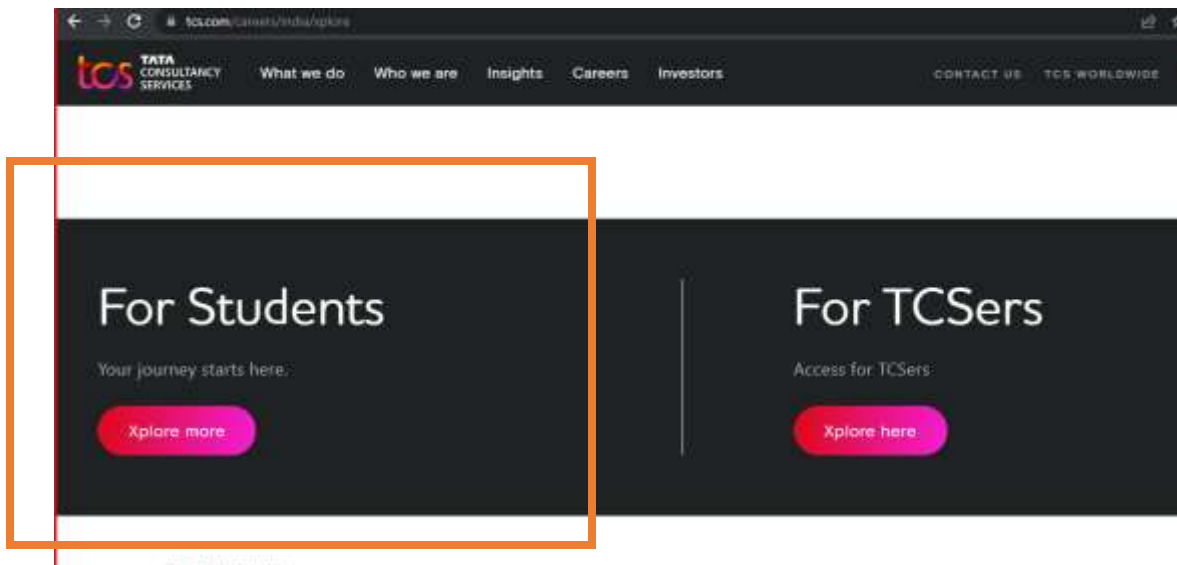 tcs.com/careers/india/xplore
tcs TATA CONSULTANCY SERVICES What we do Who we are Insights Careers Investors CONTACT US TCS WORLDWIDE
For Students
Your journey starts here.
Xplore more
For TCSers
Access for TCSers
Xplore here